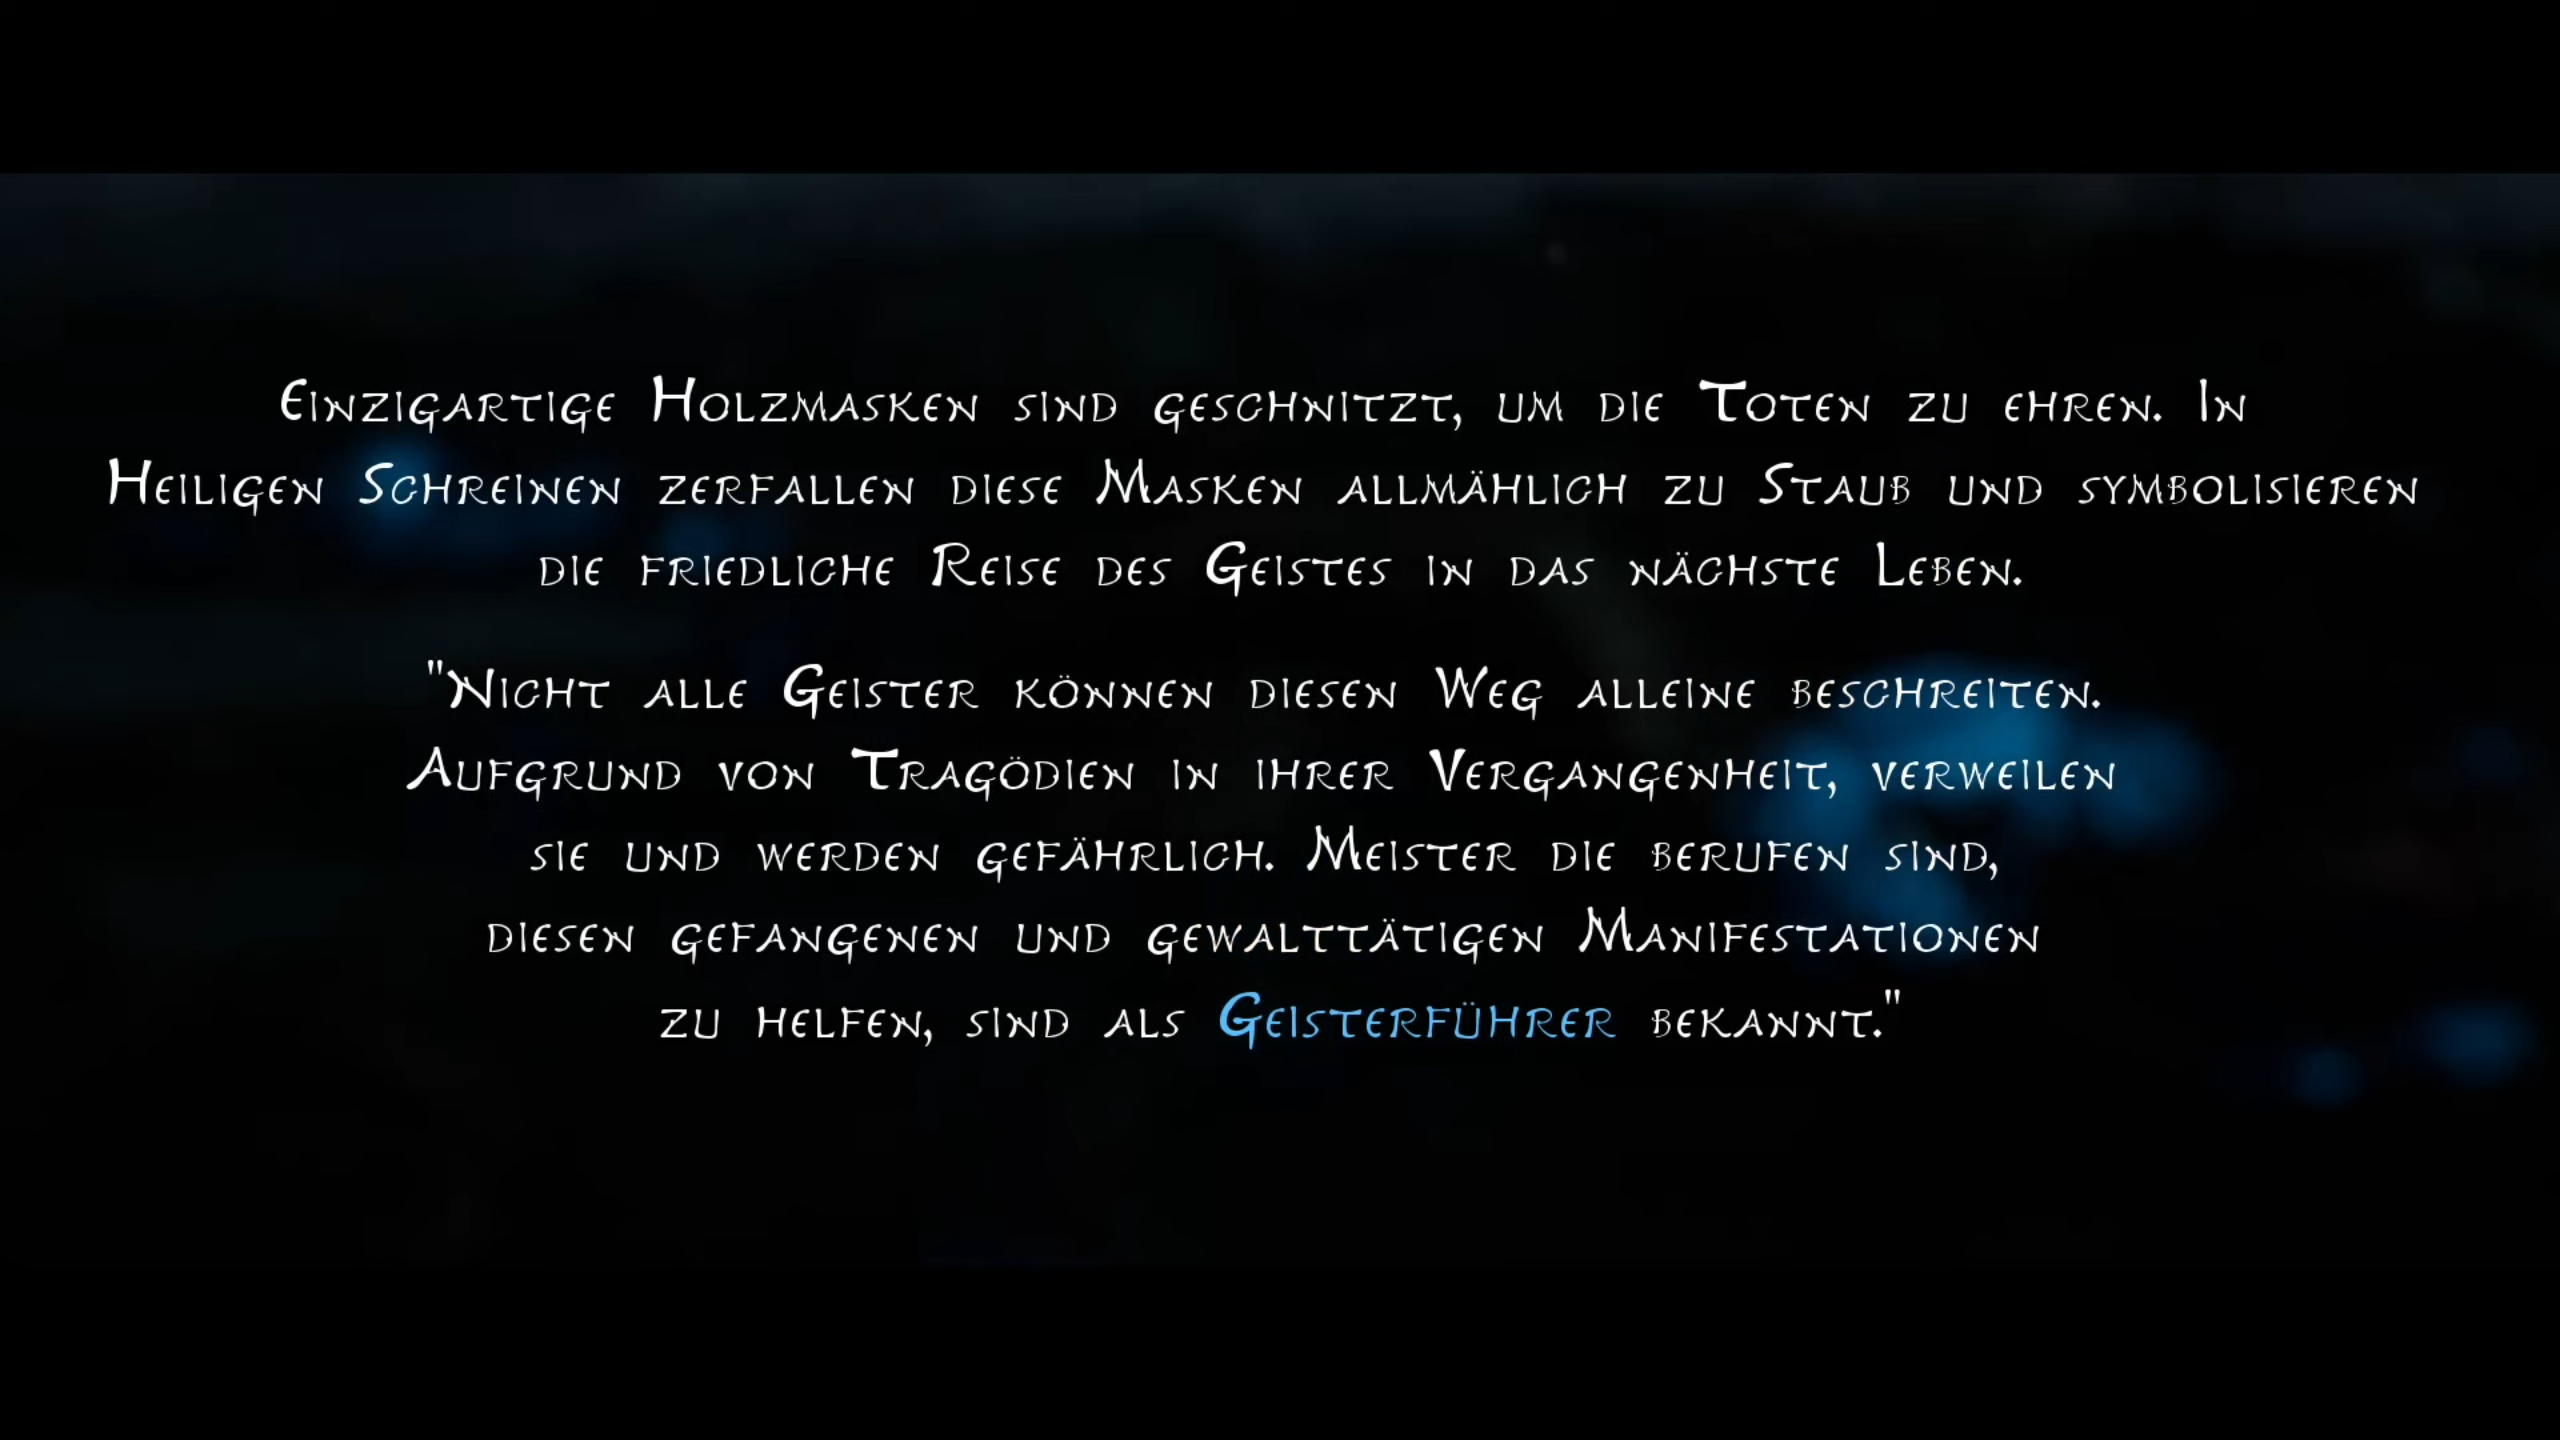 Einzigartige Holzmasken sind geschnitzt, um die Toten zu ehren. In
Heiligen Schreinen zerfallen diese Masken allmählich zu Staub und symbolisieren
die friedliche Reise des Geistes in das nächste Leben.
"Nicht alle Geister können diesen Weg alleine beschreiten.
Aufgrund von Tragödien in ihrer Vergangenheit, verweilen
sie und werden gefährlich. Meister die berufen sind,
diesen gefangenen und gewalttätigen Manifestationen
zu helfen, sind als Geisterführer bekannt."